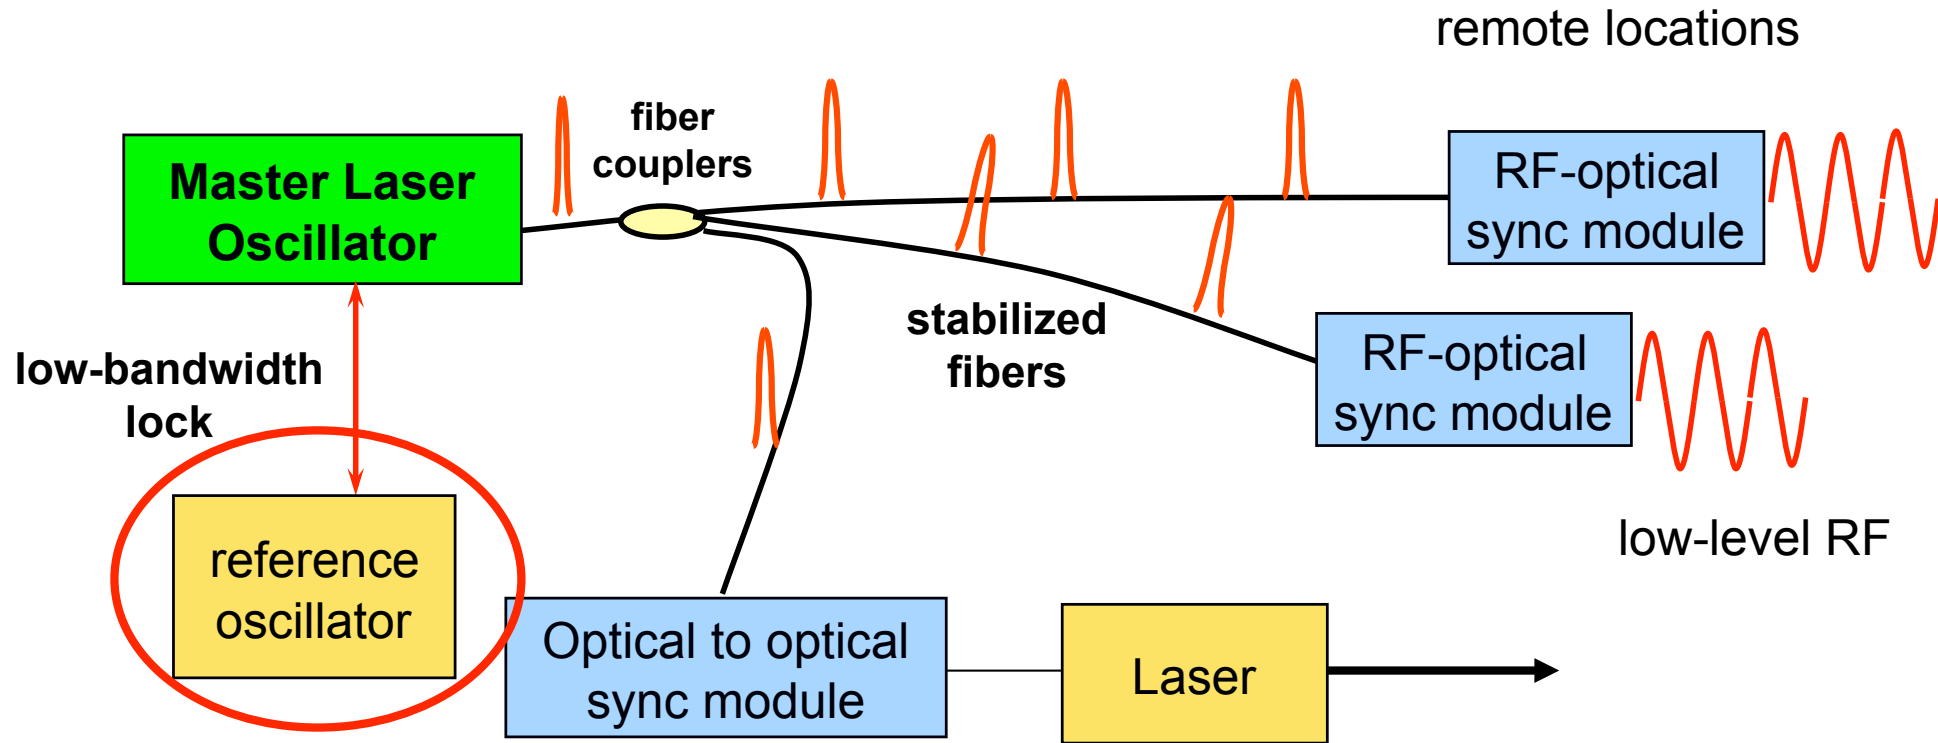 remote locations
fiber
couplers
Master Laser
Oscillator
RF-optical
sync module
stabilized
fibers
RF-optical
sync module
low-bandwidth
lock
low-level RF
reference
oscillator
Optical to optical
sync module
Laser